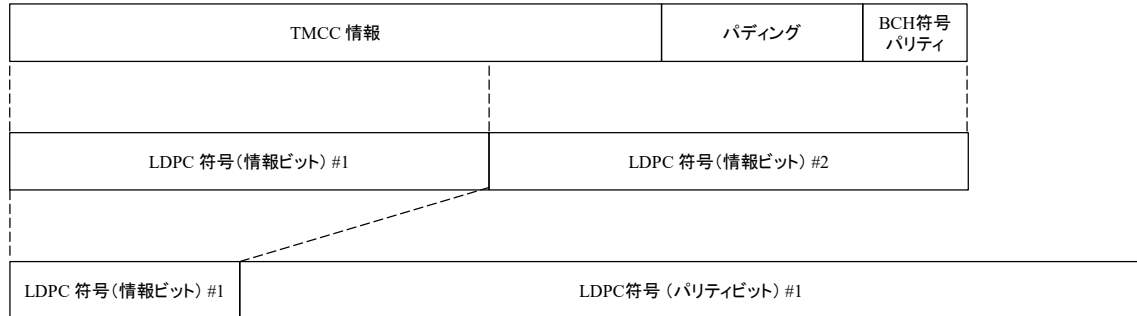 TMCC 情報
パディング
BCH符号
パリティ
LDPC 符号（情報ビット） #1
LDPC 符号（情報ビット） #2
LDPC 符号（情報ビット） #1
LDPC符号 （パリティビット） #1